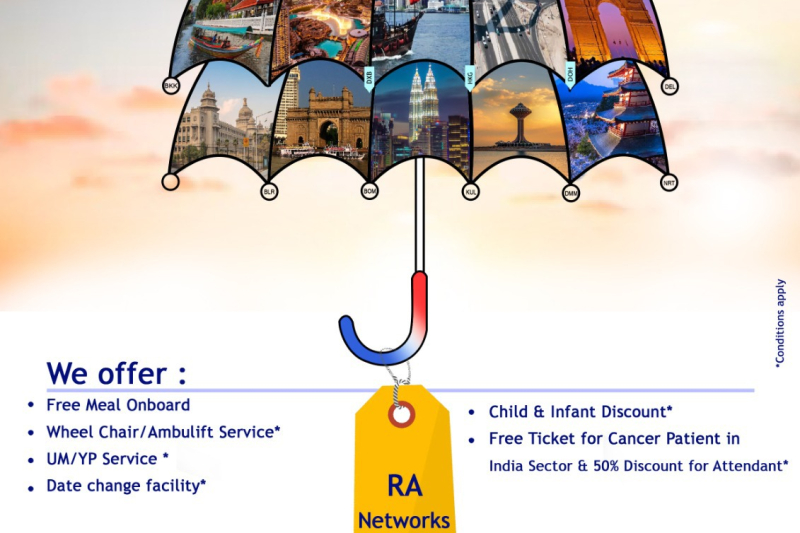 BKK
DXB
HKG
DOH
DEL
BLR
BOM
KUL
DMM
NRT
*Conditions apply
We offer :
• Free Meal Onboard
• Wheel Chair/Ambulift Service*
• UM/YP Service *
• Date change facility*
• Child & Infant Discount*
• Free Ticket for Cancer Patient in
India Sector & 50% Discount for Attendant*
RA
Networks